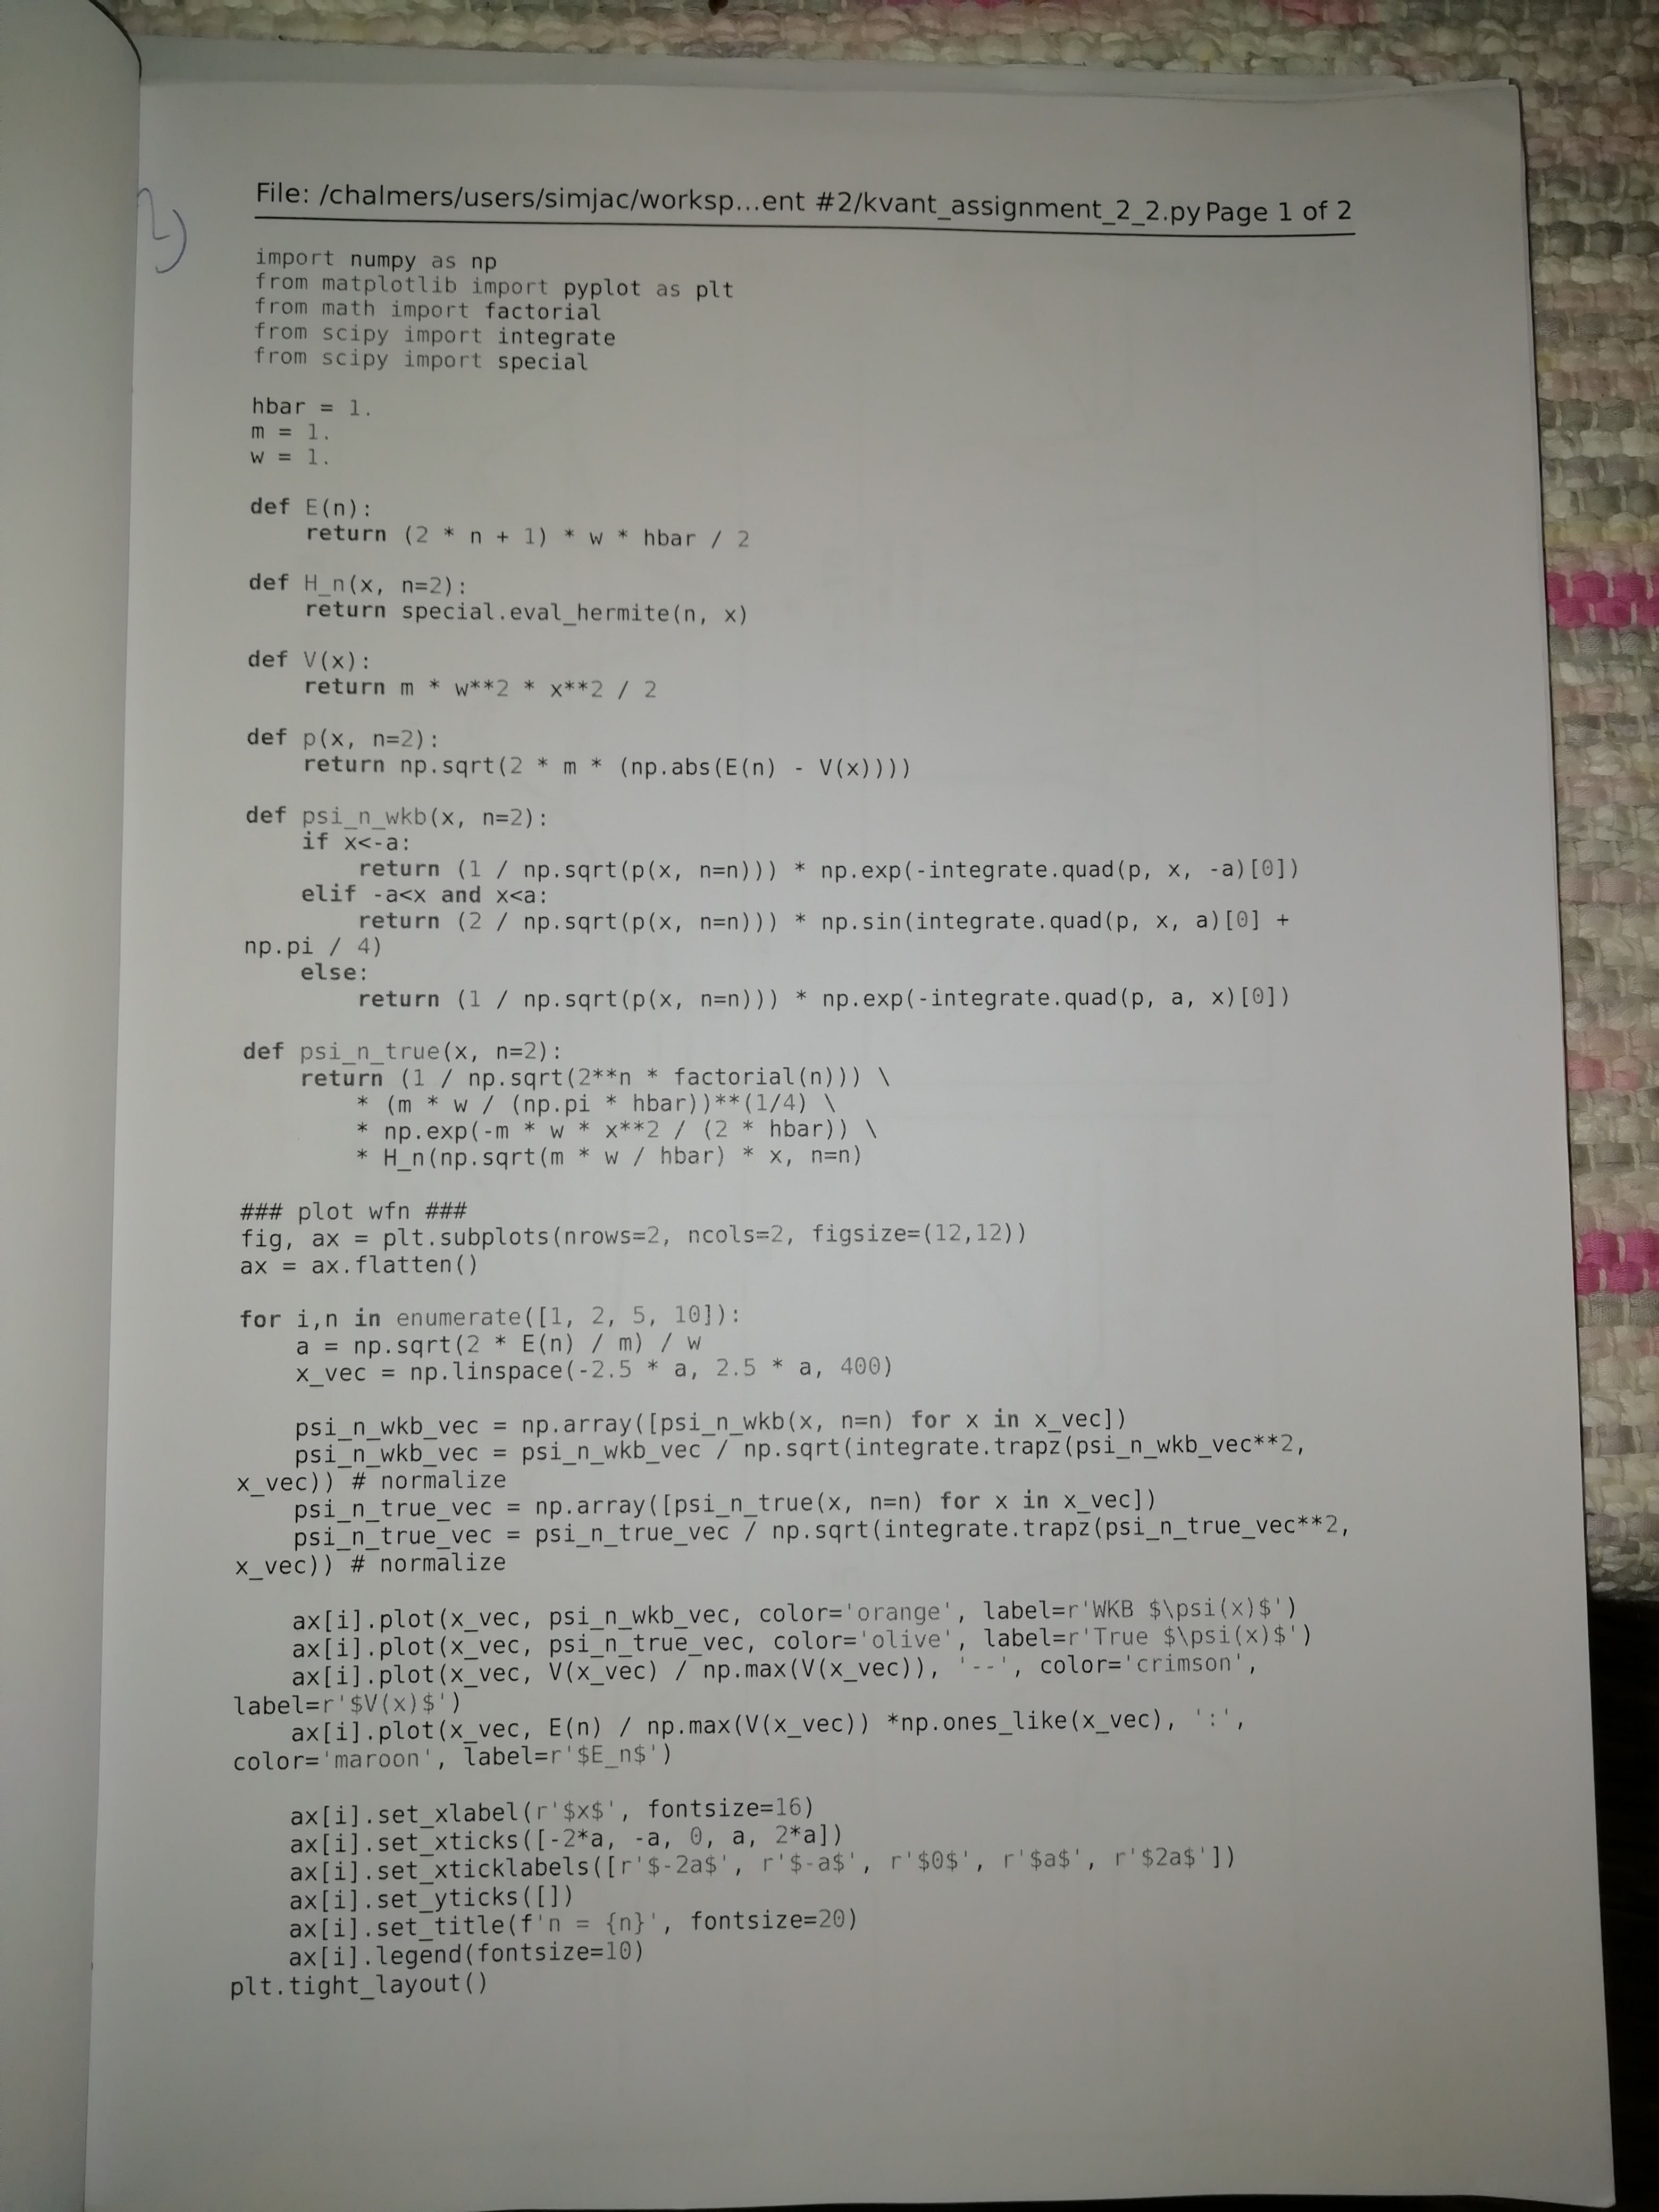 2)
File: /chalmers/users/simjac/worksp...ent #2/kvant_assignment_2_2.py Page 1 of 2
import numpy as np
from matplotlib import pyplot as plt
from math import factorial
from scipy import integrate
from scipy import special

hbar = 1.
m = 1.
w = 1.

def E(n):
    return (2 * n + 1) * w * hbar / 2

def H_n(x, n=2):
    return special.eval_hermite(n, x)

def V(x):
    return m * w**2 * x**2 / 2

def p(x, n=2):
    return np.sqrt(2 * m * (np.abs(E(n) - V(x))))

def psi_n_wkb(x, n=2):
    if x<-a:
        return (1 / np.sqrt(p(x, n=n))) * np.exp(-integrate.quad(p, x, -a)[0])
    elif -a<x and x<a:
        return (2 / np.sqrt(p(x, n=n))) * np.sin(integrate.quad(p, x, a)[0] +
np.pi / 4)
    else:
        return (1 / np.sqrt(p(x, n=n))) * np.exp(-integrate.quad(p, a, x)[0])

def psi_n_true(x, n=2):
    return (1 / np.sqrt(2**n * factorial(n))) \
        * (m * w / (np.pi * hbar))**(1/4) \
        * np.exp(-m * w * x**2 / (2 * hbar)) \
        * H_n(np.sqrt(m * w / hbar) * x, n=n)

### plot wfn ###
fig, ax = plt.subplots(nrows=2, ncols=2, figsize=(12,12))
ax = ax.flatten()

for i,n in enumerate([1, 2, 5, 10]):
    a = np.sqrt(2 * E(n) / m) / w
    x_vec = np.linspace(-2.5 * a, 2.5 * a, 400)

    psi_n_wkb_vec = np.array([psi_n_wkb(x, n=n) for x in x_vec])
    psi_n_wkb_vec = psi_n_wkb_vec / np.sqrt(integrate.trapz(psi_n_wkb_vec**2,
x_vec)) # normalize
    psi_n_true_vec = np.array([psi_n_true(x, n=n) for x in x_vec])
    psi_n_true_vec = psi_n_true_vec / np.sqrt(integrate.trapz(psi_n_true_vec**2,
x_vec)) # normalize

    ax[i].plot(x_vec, psi_n_wkb_vec, color='orange', label=r'WKB $\psi(x)$')
    ax[i].plot(x_vec, psi_n_true_vec, color='olive', label=r'True $\psi(x)$')
    ax[i].plot(x_vec, V(x_vec) / np.max(V(x_vec)), '--', color='crimson',
label=r'$V(x)$')
    ax[i].plot(x_vec, E(n) / np.max(V(x_vec)) *np.ones_like(x_vec), ':',
color='maroon', label=r'$E_n$')

    ax[i].set_xlabel(r'$x$', fontsize=16)
    ax[i].set_xticks([-2*a, -a, 0, a, 2*a])
    ax[i].set_xticklabels([r'$-2a$', r'$-a$', r'$0$', r'$a$', r'$2a$'])
    ax[i].set_yticks([])
    ax[i].set_title(f'n = {n}', fontsize=20)
    ax[i].legend(fontsize=10)
plt.tight_layout()